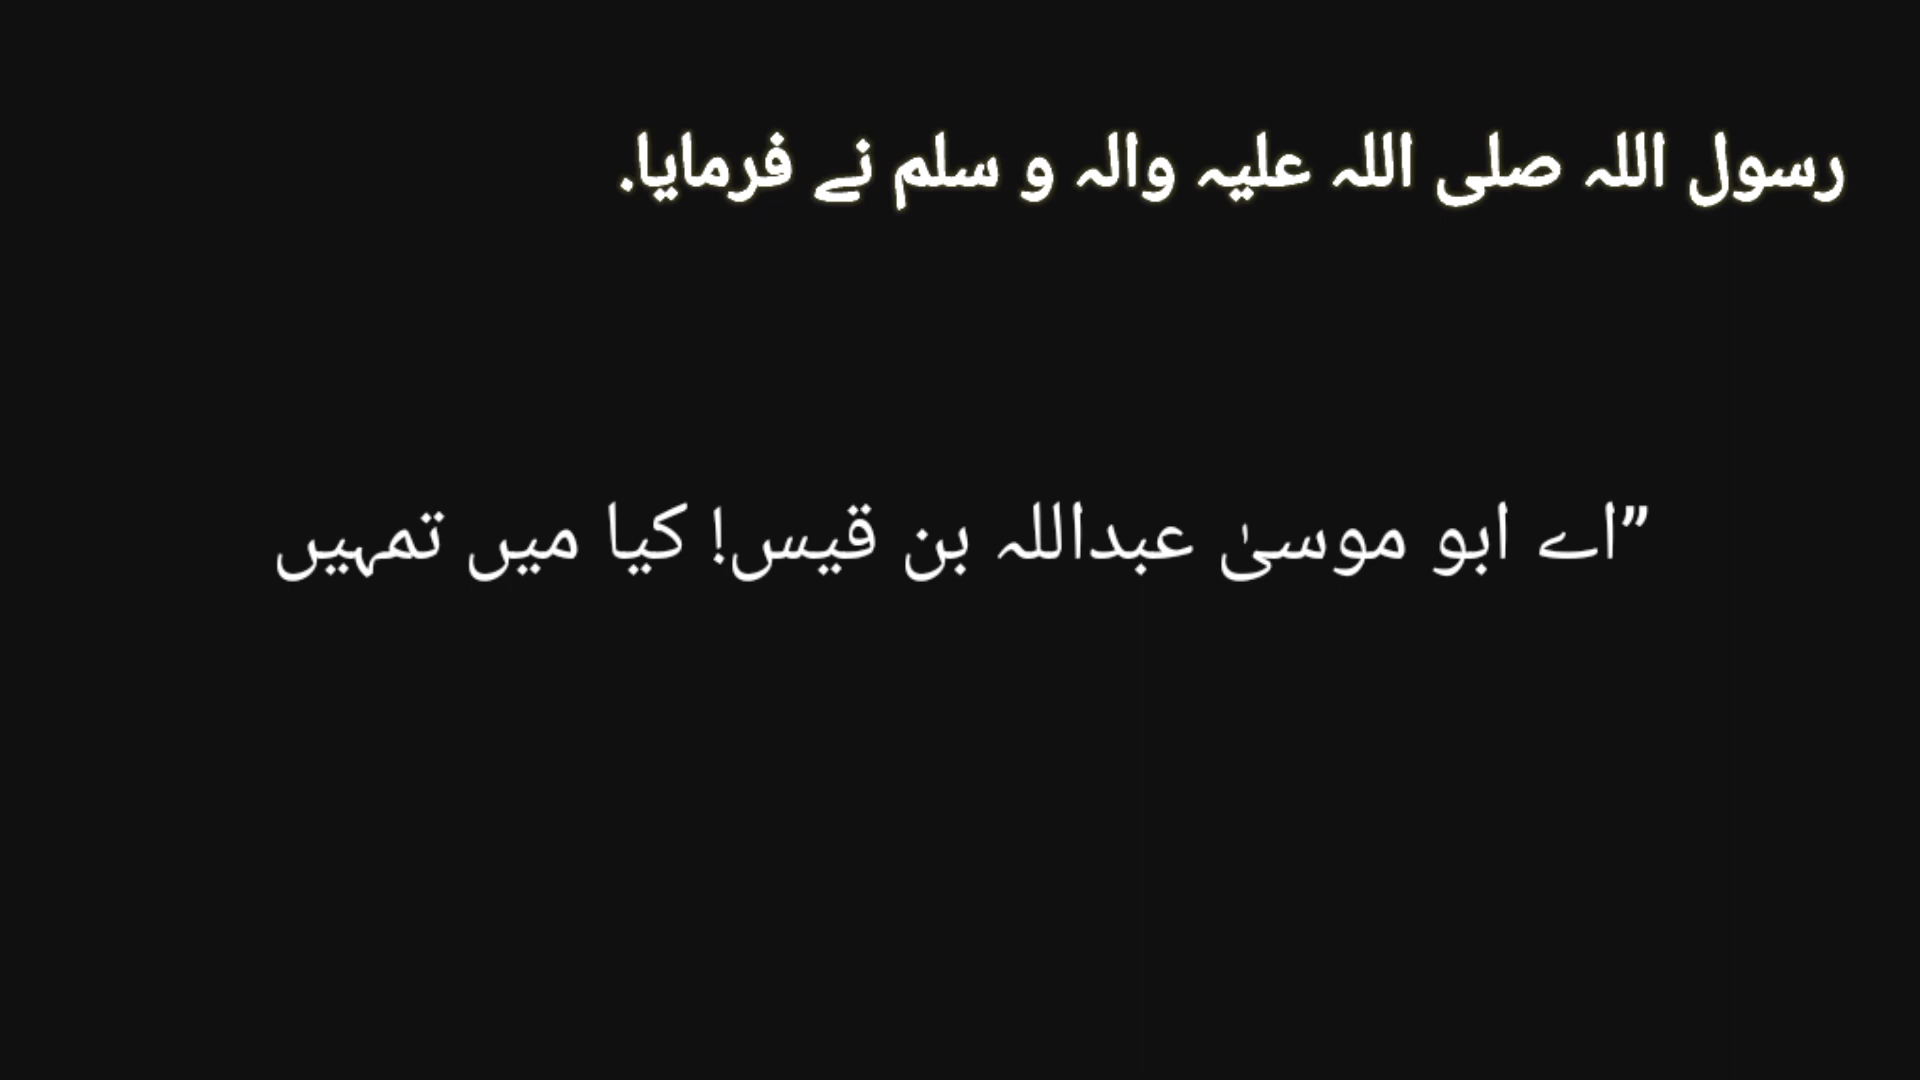 رسول اللہ صلی اللہ علیہ والہ و سلم نے فرمایا.
”اے ابو موسیٰ عبداللہ بن قیس! کیا میں تمہیں